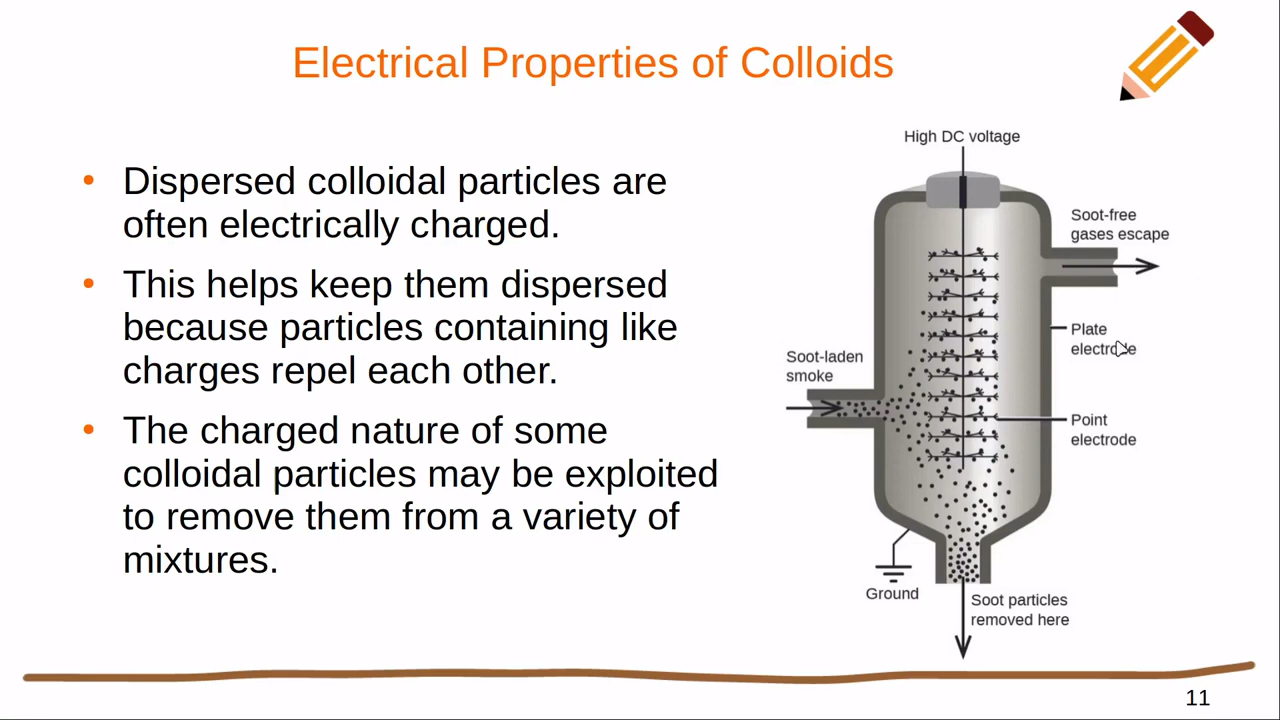 Electrical Properties of Colloids
Dispersed colloidal particles are
often electrically charged.
This helps keep them dispersed
because particles containing like
charges repel each other.
The charged nature of some
colloidal particles may be exploited
to remove them from a variety of
mixtures.
High DC voltage
Soot-free
gases escape
Plate
electrode
Soot-laden
smoke
Point
electrode
Ground
Soot particles
removed here
11